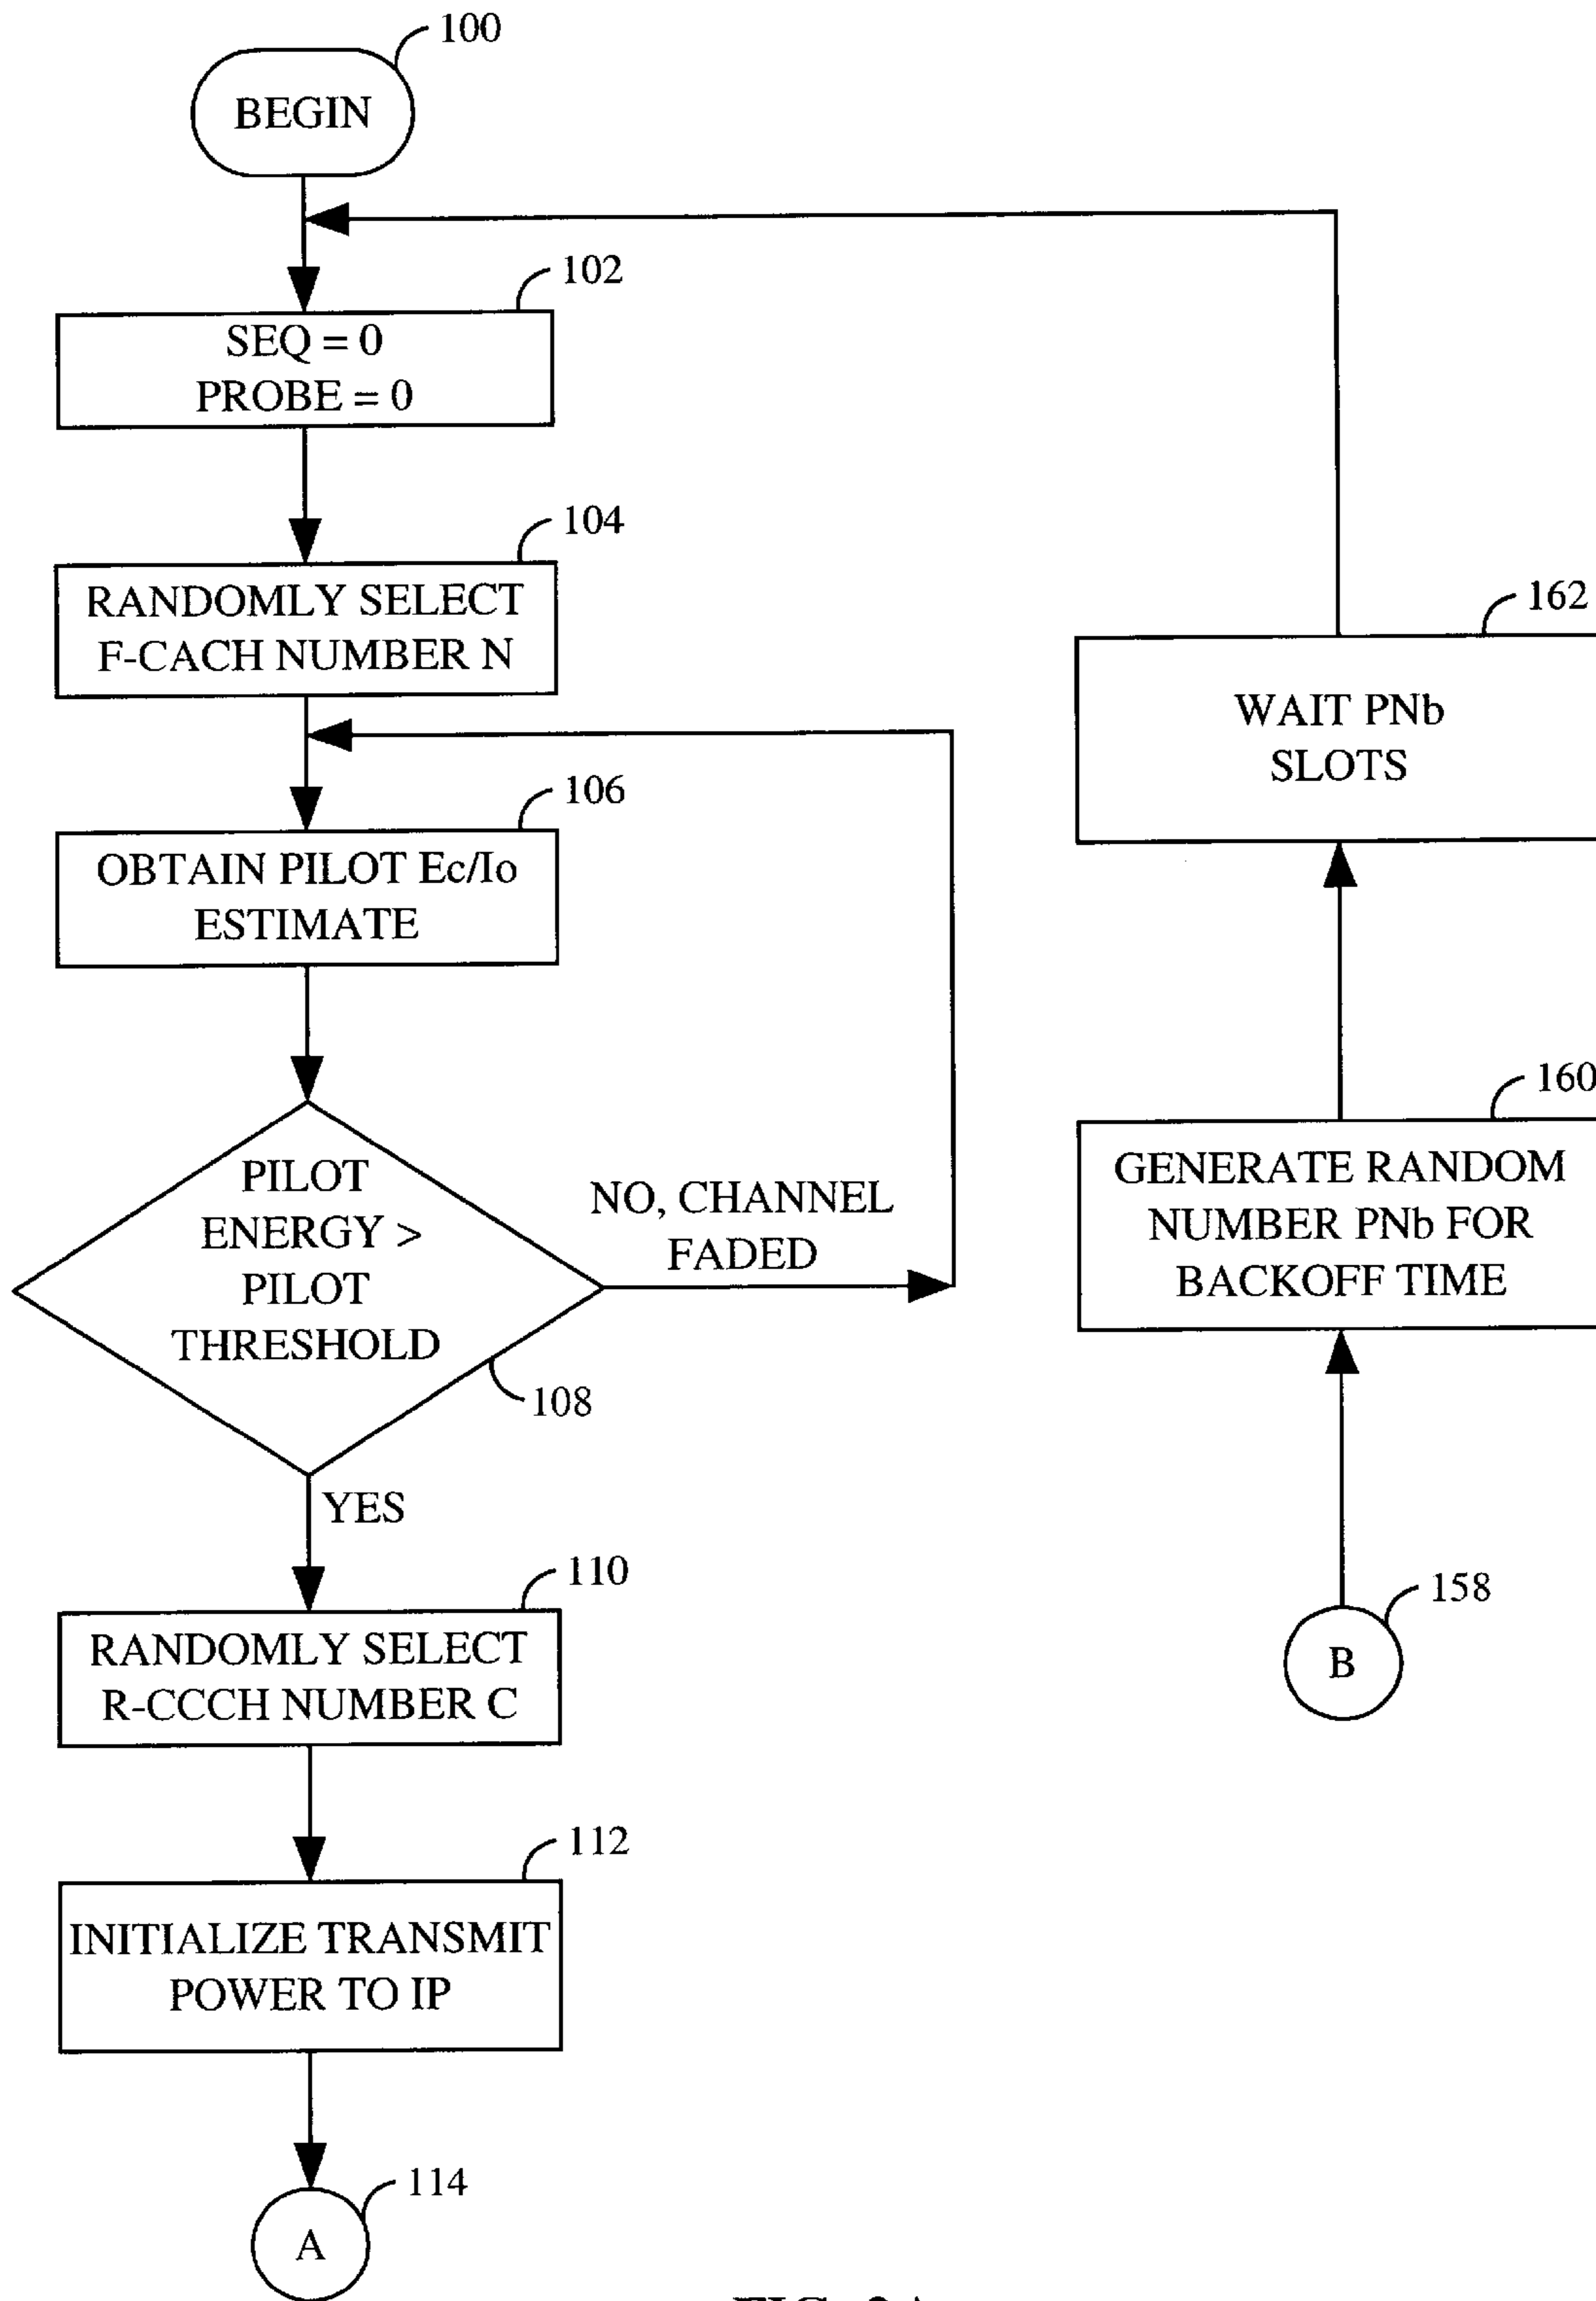 100
BEGIN
102
SEQ = 0
PROBE = 0
104
RANDOMLY SELECT
F-CACH NUMBER N
106
OBTAIN PILOT Ec/Io
ESTIMATE
PILOT
ENERGY >
PILOT
THRESHOLD
108
NO, CHANNEL
FADED
YES
110
RANDOMLY SELECT
R-CCCH NUMBER C
112
INITIALIZE TRANSMIT
POWER TO IP
114
A
162
WAIT PNb
SLOTS
160
GENERATE RANDOM
NUMBER PNb FOR
BACKOFF TIME
158
B